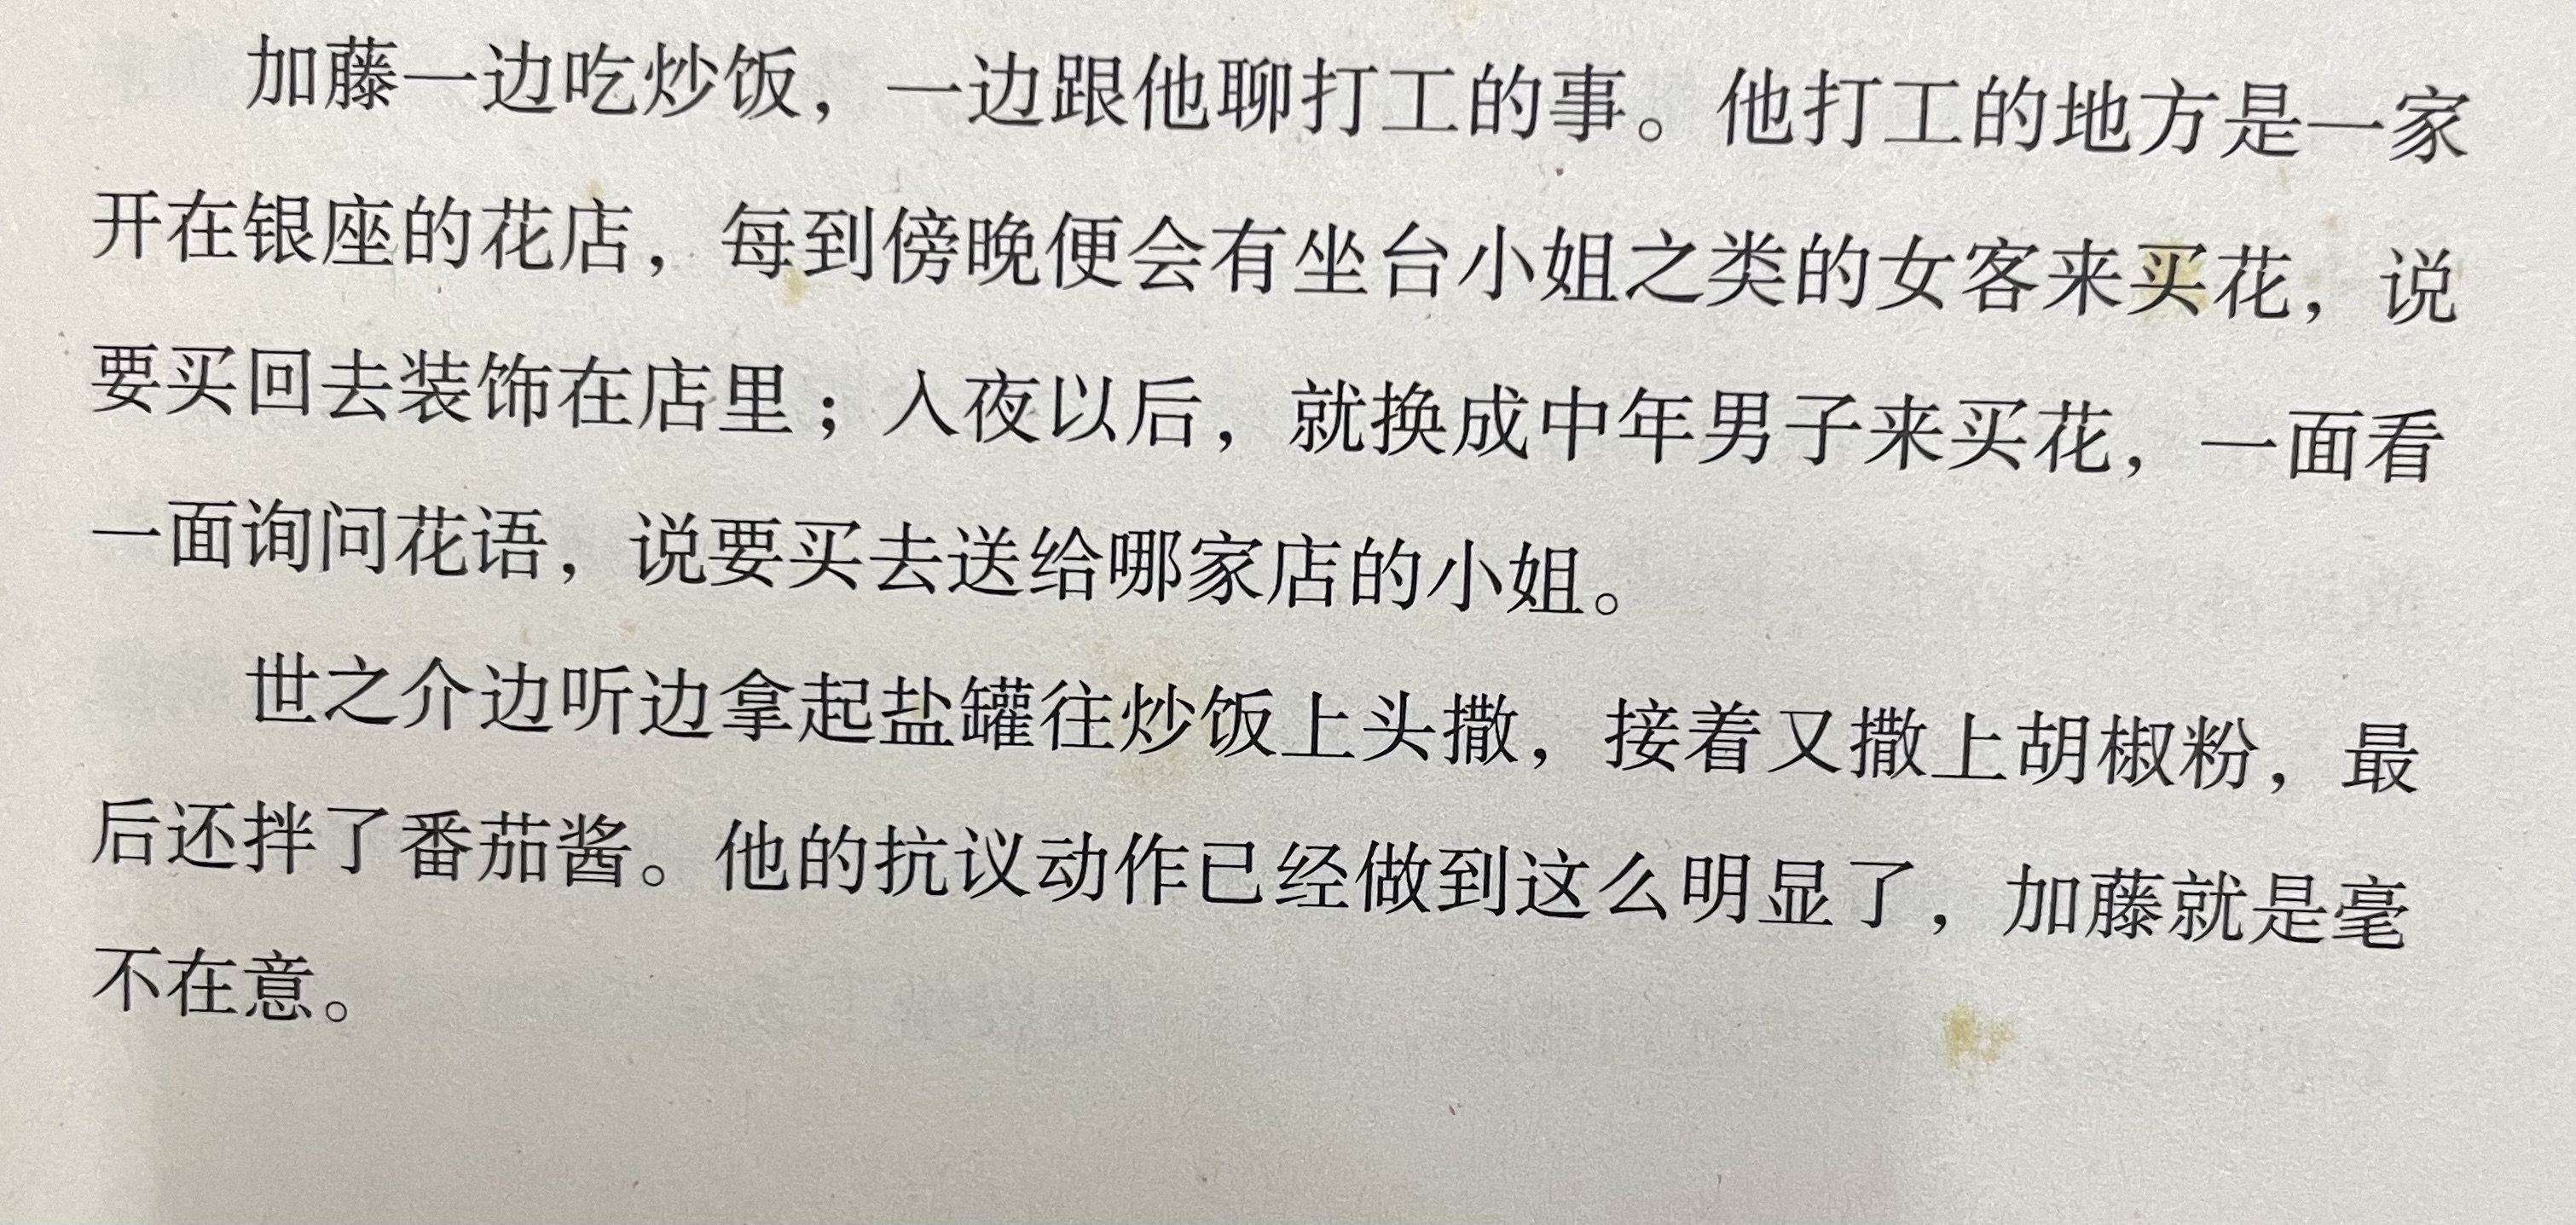 加藤一边吃炒饭，一边跟他聊打工的事。他打工的地方是一家
开在银座的花店，每到傍晚便会有坐台小姐之类的女客来买花，说
要买回去装饰在店里；入夜以后，就换成中年男子来买花，一面看
一面询问花语，说要买去送给哪家店的小姐。
世之介边听边拿起盐罐往炒饭上头撒，接着又撒上胡椒粉，最
后还拌了番茄酱。他的抗议动作已经做到这么明显了，加藤就是毫
不在意。